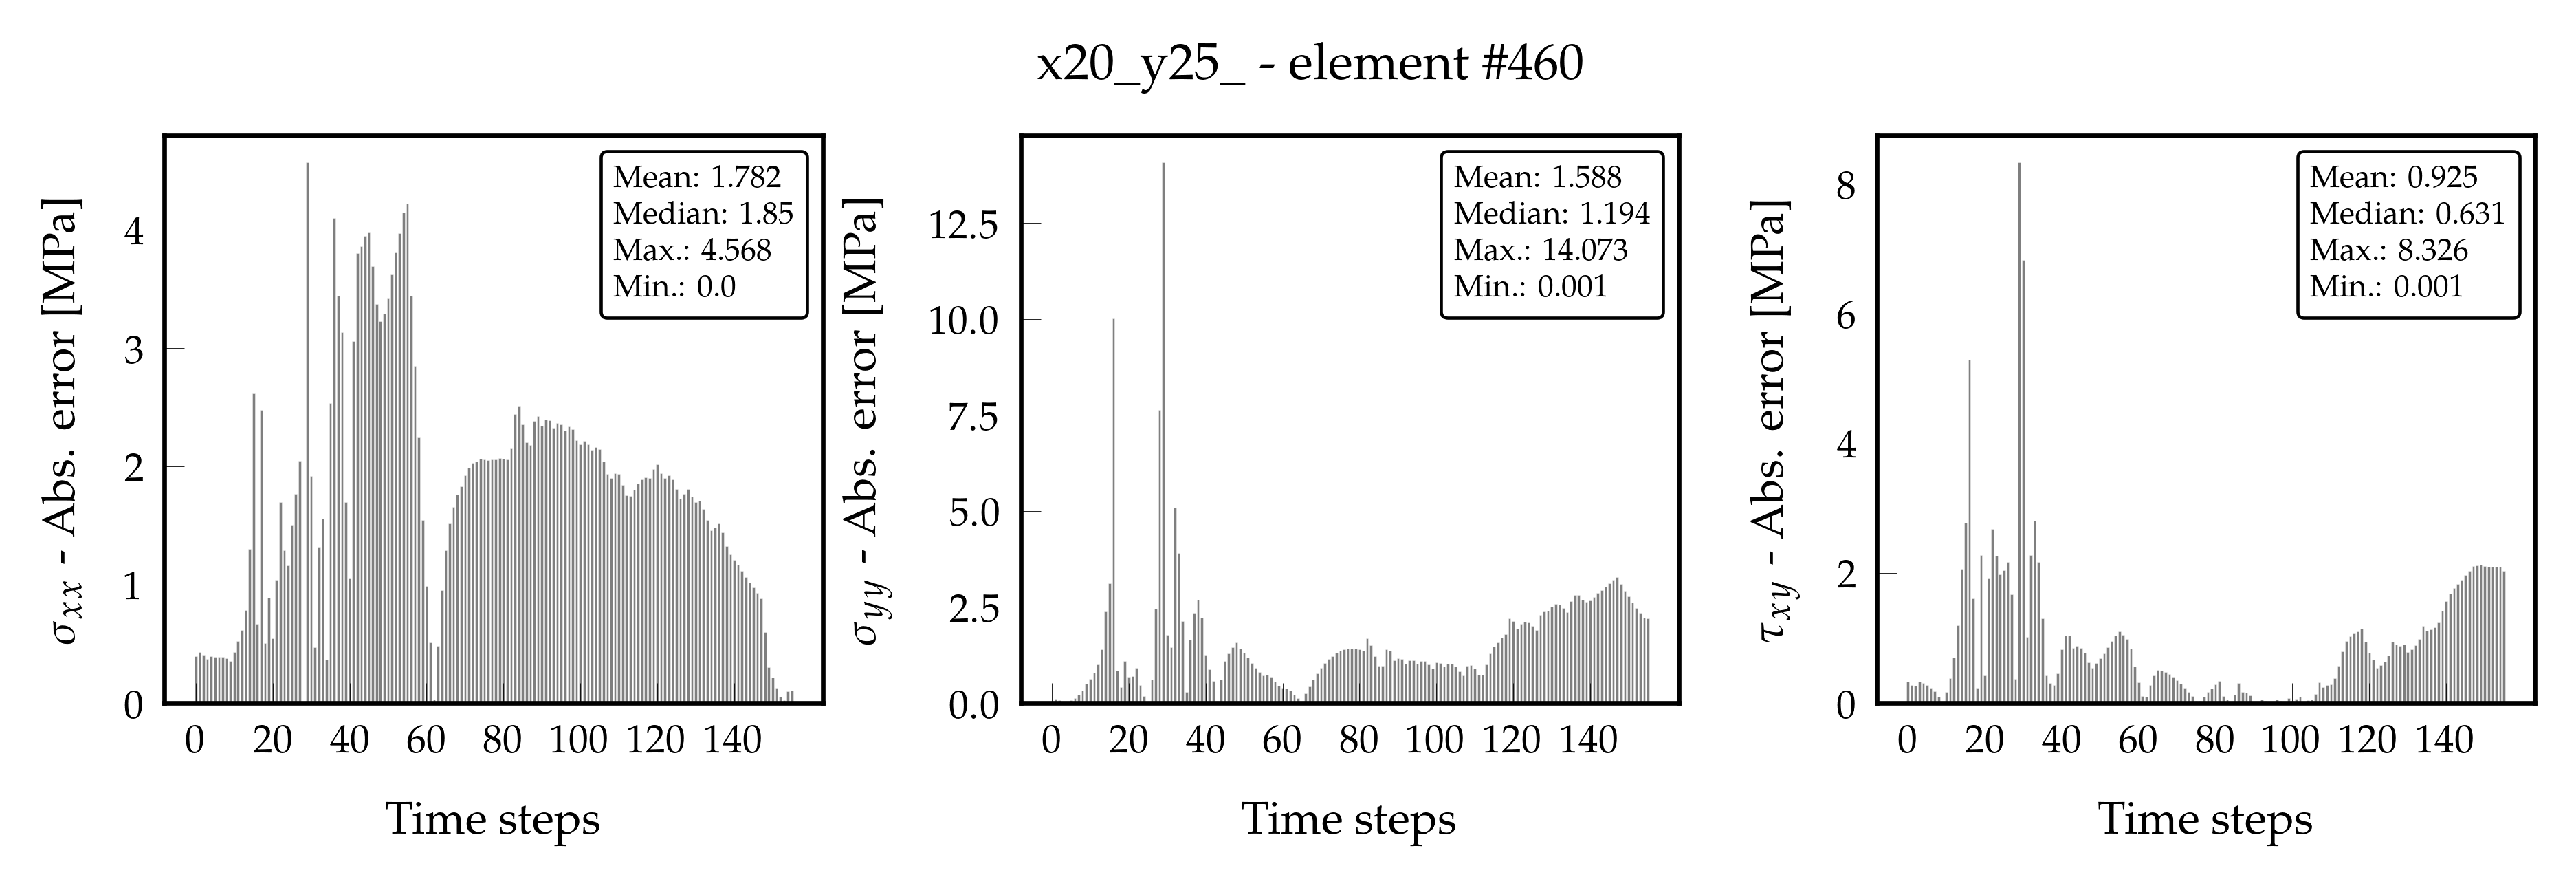 x20_y25_ - element #460
σxx - Abs. error [MPa]
4
3
2
1
0
0 20 40 60 80 100 120 140
Time steps
Mean: 1.782
Median: 1.85
Max.: 4.568
Min.: 0.0
σyy - Abs. error [MPa]
12.5
10.0
7.5
5.0
2.5
0.0
0 20 40 60 80 100 120 140
Time steps
Mean: 1.588
Median: 1.194
Max.: 14.073
Min.: 0.001
τxy - Abs. error [MPa]
8
6
4
2
0
0 20 40 60 80 100 120 140
Time steps
Mean: 0.925
Median: 0.631
Max.: 8.326
Min.: 0.001